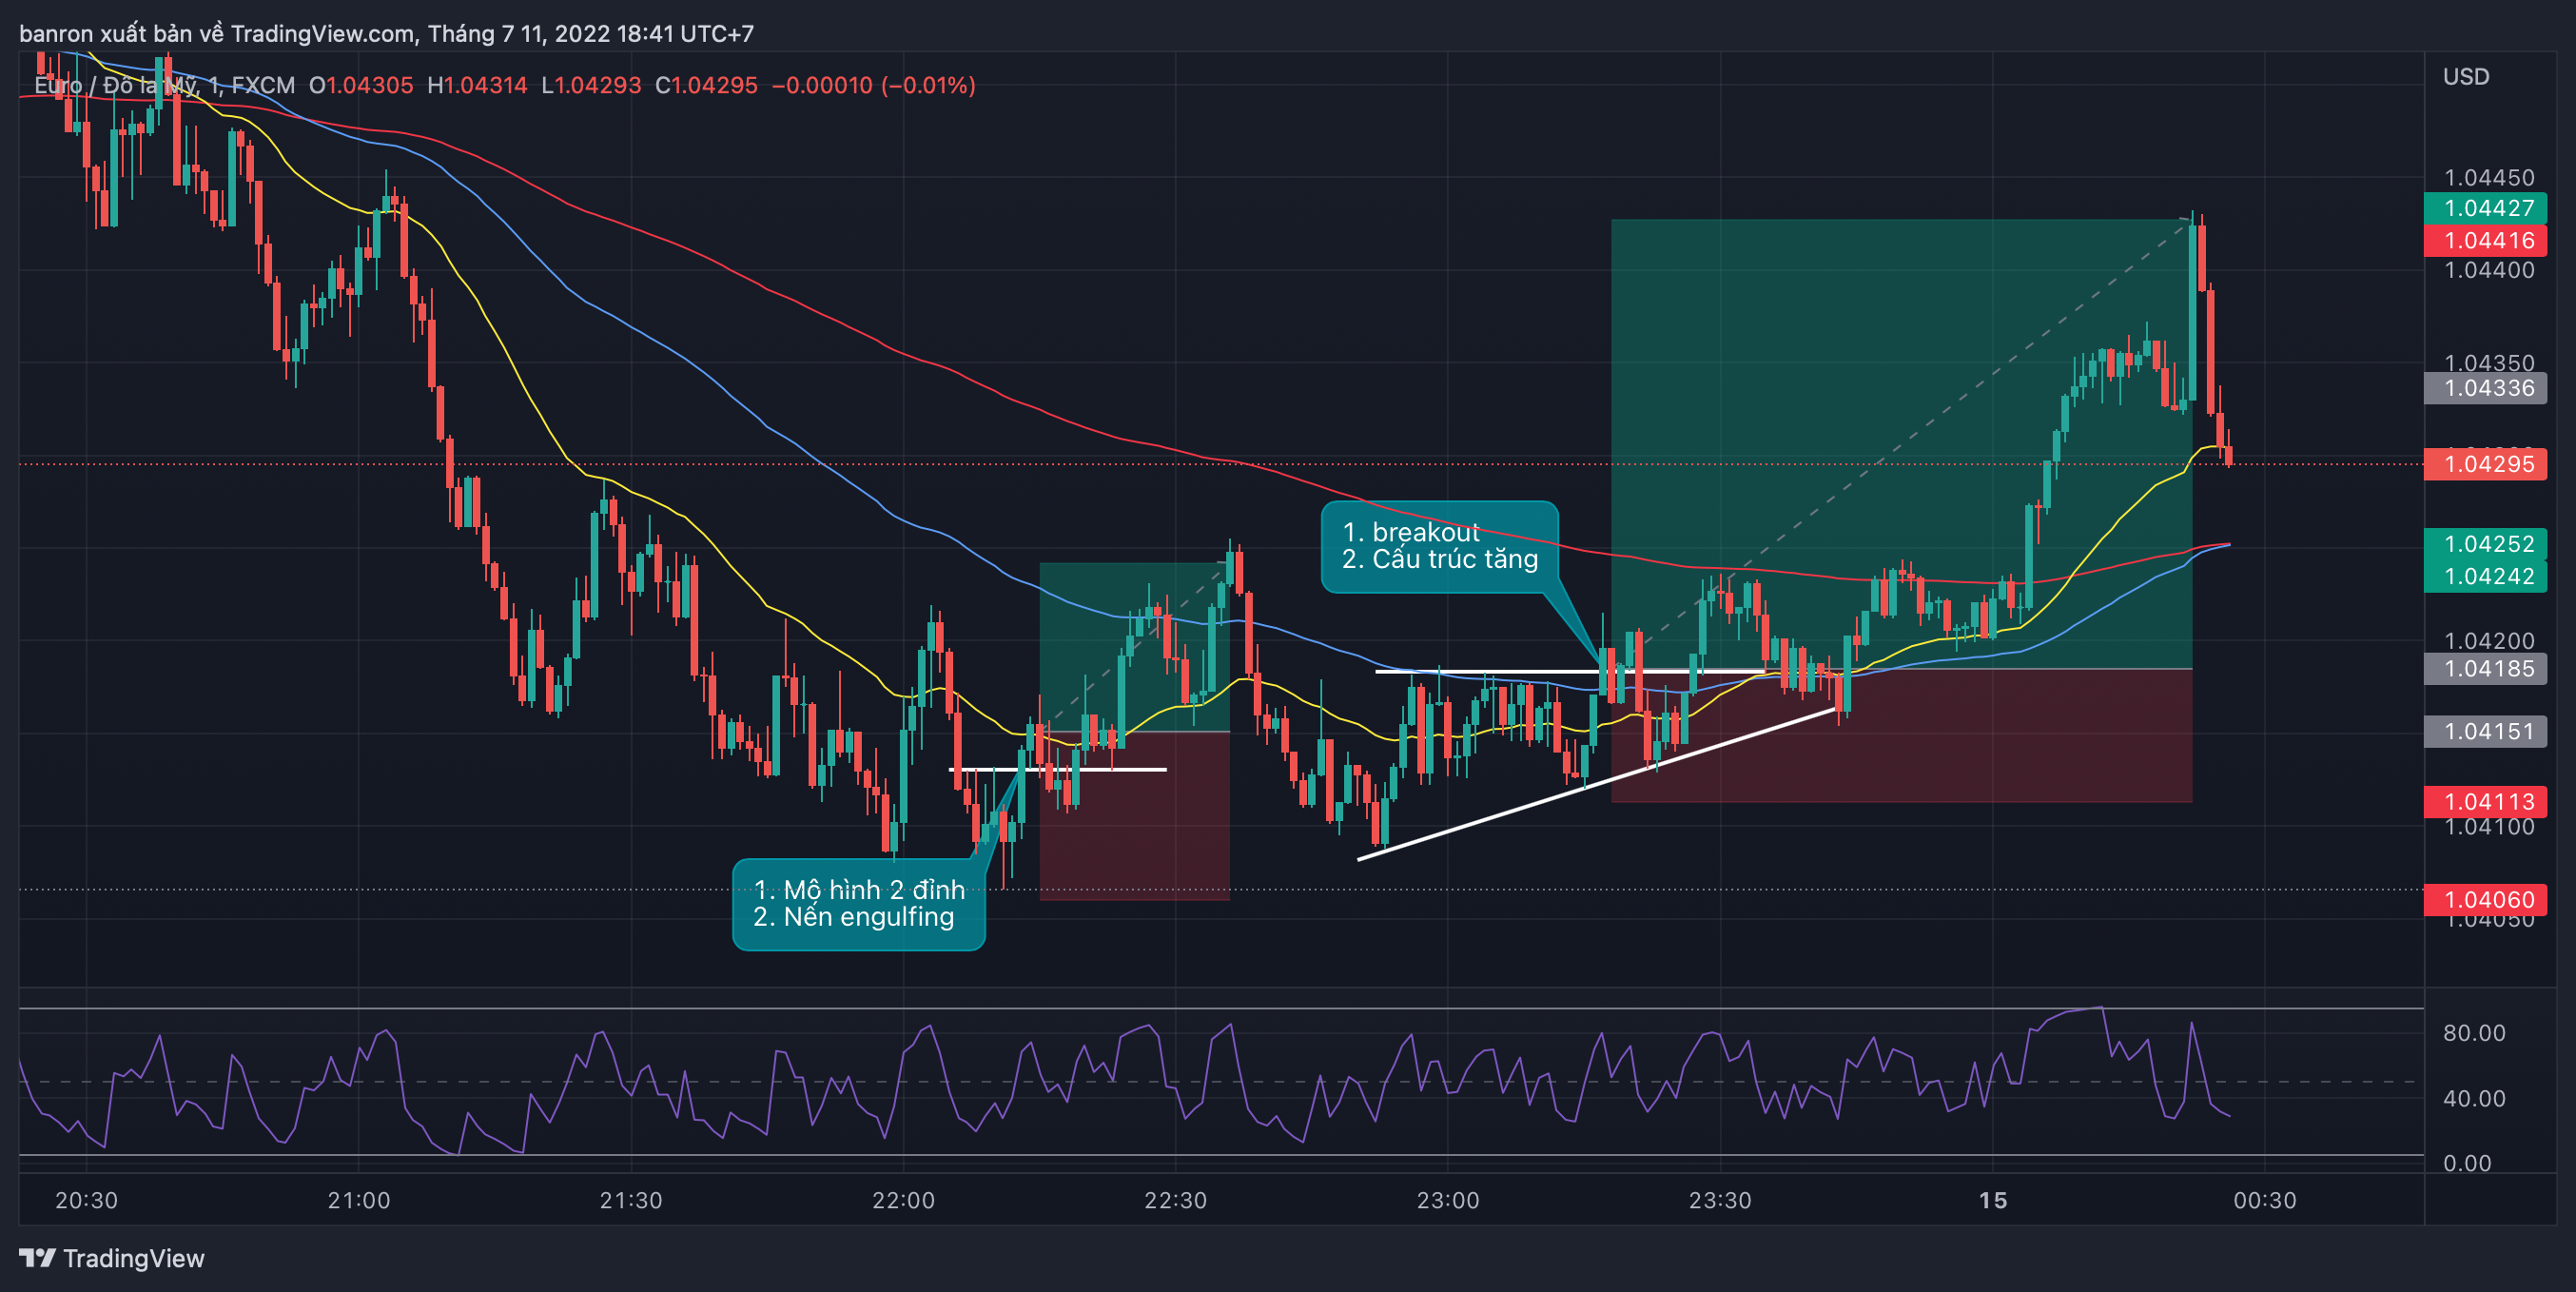 banron xuất bản về TradingView.com, Tháng 7 11, 2022 18:41 UTC+7
Euro / Đô la Mỹ, 1, FXCM O1.04305 H1.04314 L1.04293 C1.04295 −0.00010 (−0.01%)
USD
1.04450
1.04427
1.04416
1.04400
1.04350
1.04336
1.04295
1. breakout
2. Cấu trúc tăng
1.04252
1.04242
1.04200
1.04185
1.04151
1.04113
1.04100
1. Mộ hình 2 đỉnh
2. Nến engulfing
1.04060
1.04050
80.00
40.00
0.00
20:30 21:00 21:30 22:00 22:30 23:00 23:30 15 00:30
TradingView